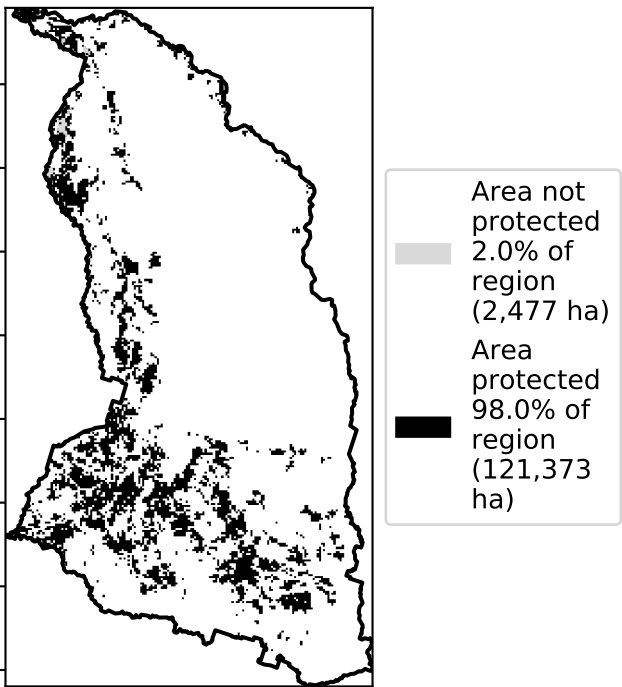 Area not
protected
2.0% of
region
(2,477 ha)
Area
protected
98.0% of
region
(121,373
ha)